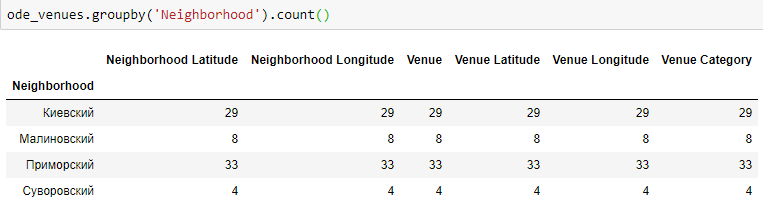 ode_venues.groupby('Neighborhood').count()
Neighborhood Latitude Neighborhood Longitude Venue Venue Latitude Venue Longitude Venue Category
Neighborhood
Киевский 29 29 29 29 29 29
Малиновский 8 8 8 8 8 8
Приморский 33 33 33 33 33 33
Суворовский 4 4 4 4 4 4